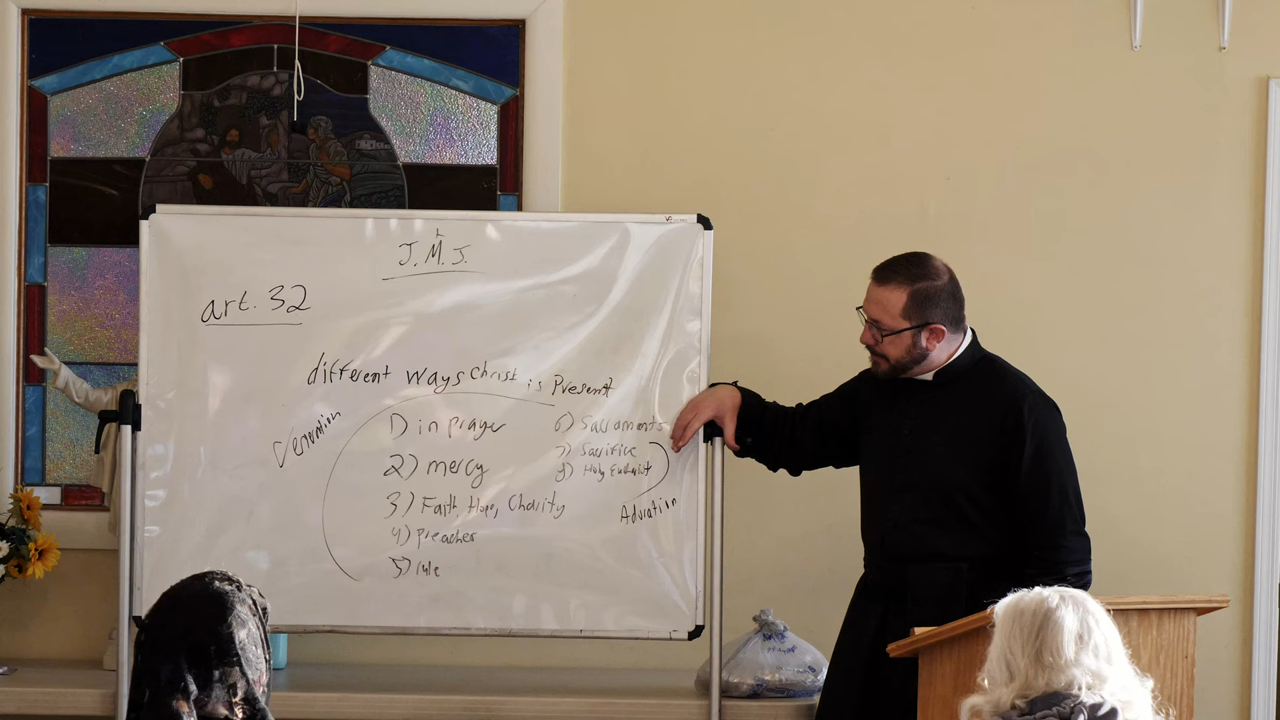 J.M.J.
art. 32
different ways Christ is Present
Veneration
1) in prayer
2) mercy
3) Faith, Hope, Charity
4) Preacher
5) rule
6) Sacraments
7) Sacrifice
8) Holy Eucharist
Adoration